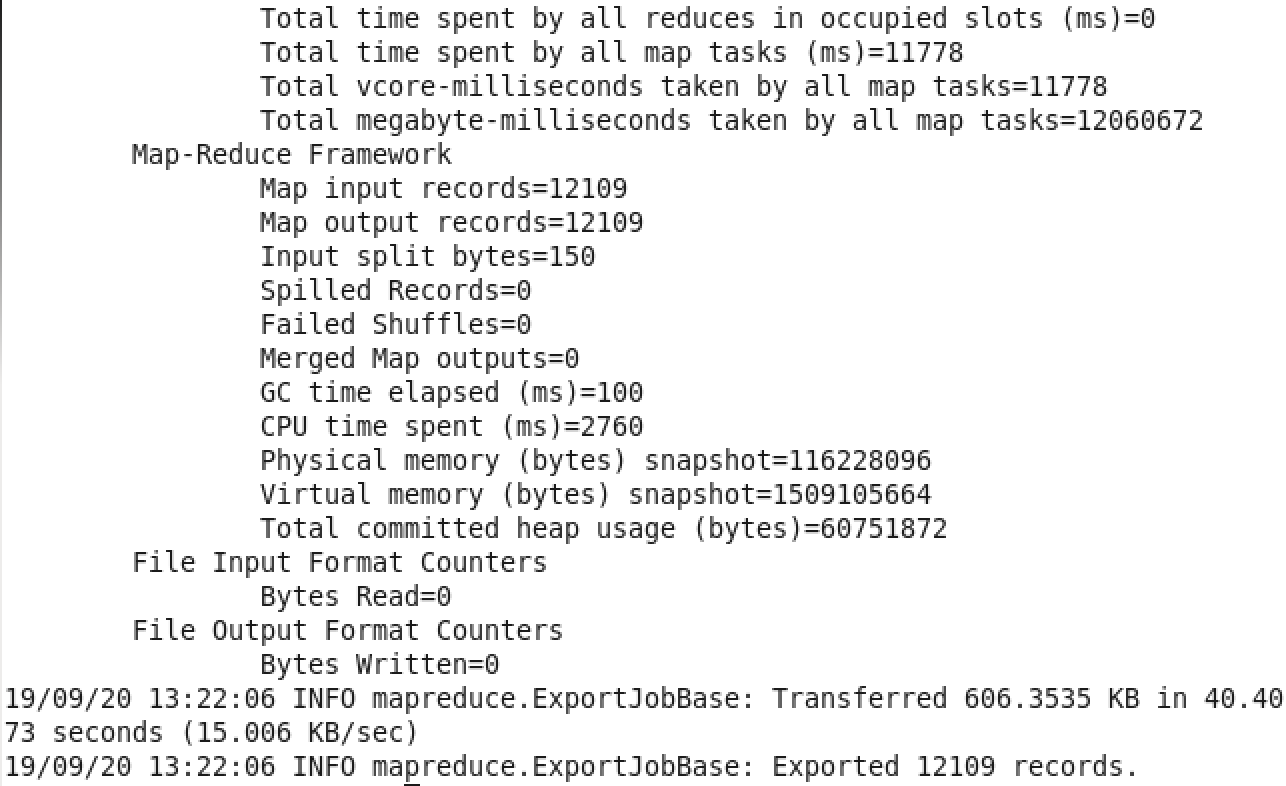 Total time spent by all reduces in occupied slots (ms)=0
Total time spent by all map tasks (ms)=11778
Total vcore-milliseconds taken by all map tasks=11778
Total megabyte-milliseconds taken by all map tasks=12060672
Map-Reduce Framework
Map input records=12109
Map output records=12109
Input split bytes=150
Spilled Records=0
Failed Shuffles=0
Merged Map outputs=0
GC time elapsed (ms)=100
CPU time spent (ms)=2760
Physical memory (bytes) snapshot=116228096
Virtual memory (bytes) snapshot=1509105664
Total committed heap usage (bytes)=60751872
File Input Format Counters
Bytes Read=0
File Output Format Counters
Bytes Written=0
19/09/20 13:22:06 INFO mapreduce.ExportJobBase: Transferred 606.3535 KB in 40.40
73 seconds (15.006 KB/sec)
19/09/20 13:22:06 INFO mapreduce.ExportJobBase: Exported 12109 records.